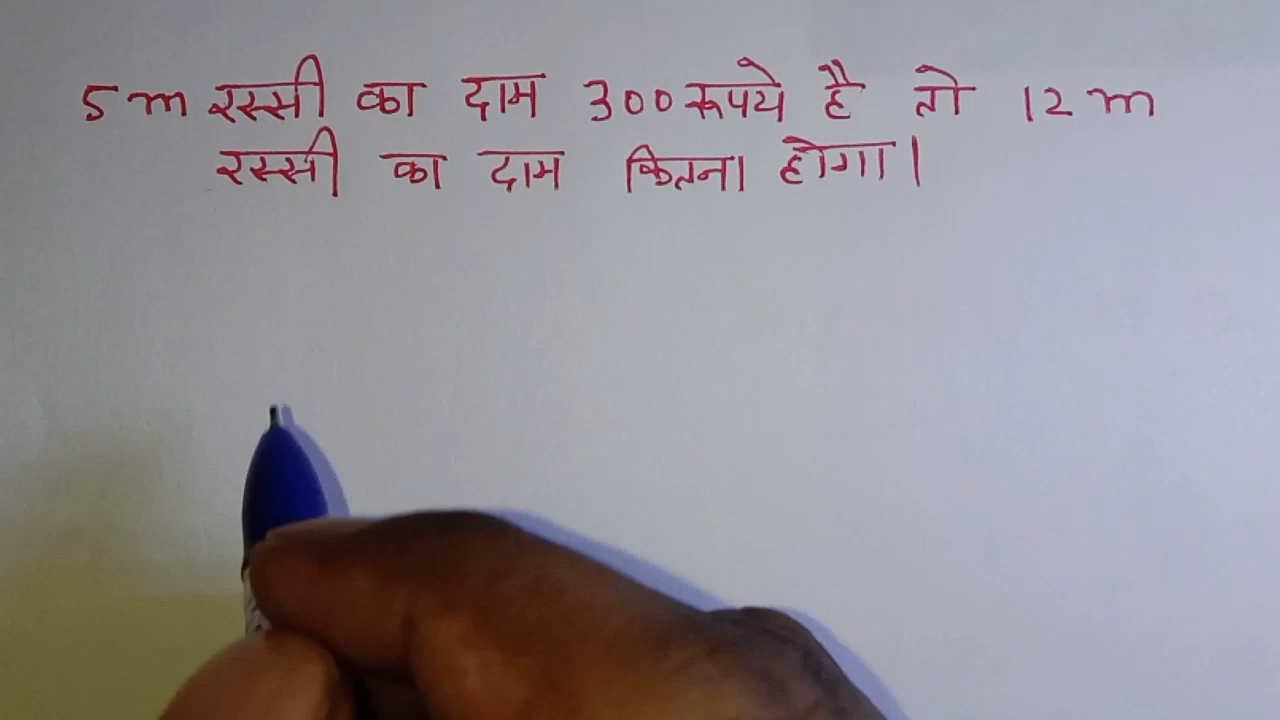 5 m रस्सी का दाम 300 रूपये है तो 12 m
रस्सी का दाम कितना होगा।